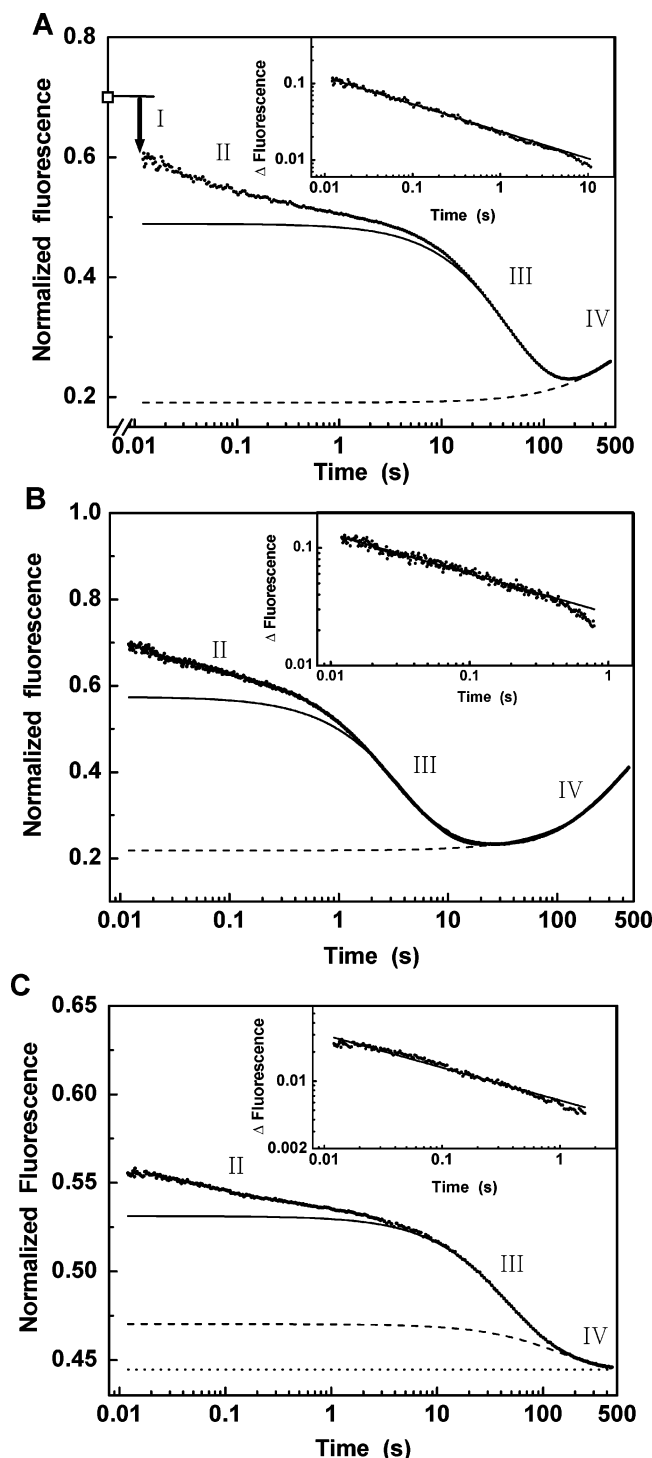 A
0.8
0.6
0.4
0.2
Normalized fluorescence
I
II
III
IV
0.1
0.01
Δ Fluorescence
0.01
0.1
1
10
Time (s)
0.01
0.1
1
10
100
500
Time (s)
B
1.0
0.8
0.6
0.4
0.2
Normalized fluorescence
II
III
IV
0.1
0.01
Δ Fluorescence
0.01
0.1
1
Time (s)
0.01
0.1
1
10
100
500
Time (s)
C
0.65
0.60
0.55
0.50
0.45
Normalized Fluorescence
II
III
IV
0.01
0.002
Δ Fluorescence
0.01
0.1
1
Time (s)
0.01
0.1
1
10
100
500
Time (s)